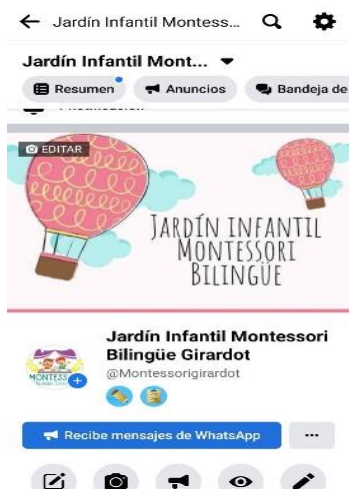 Jardín Infantil Montess...
Jardín Infantil Mont...
Resumen
Anuncios
Bandeja de
EDITAR
JARDÍN INFANTIL
MONTESSORI
BILINGÜE
Jardín Infantil Montessori
Bilingüe Girardot
@Montessorigirardot
MONTESS
Recibe mensajes de WhatsApp